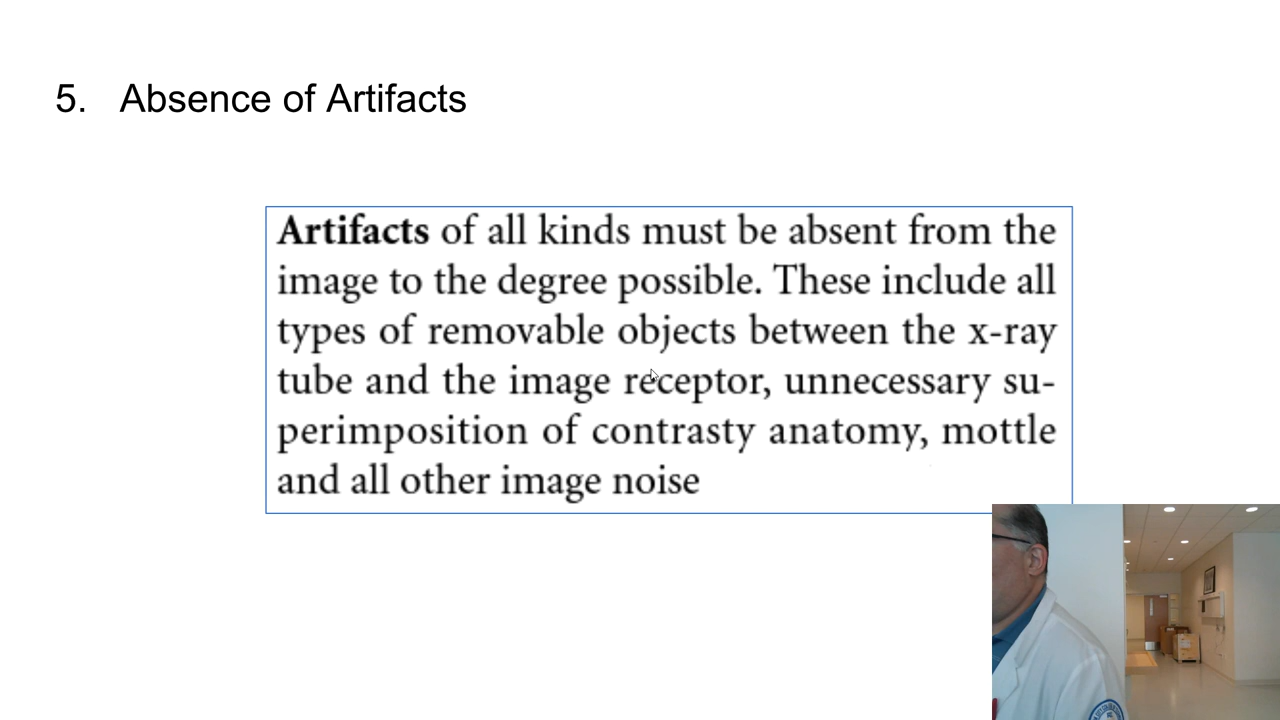 5. Absence of Artifacts
Artifacts of all kinds must be absent from the
image to the degree possible. These include all
types of removable objects between the x-ray
tube and the image receptor, unnecessary su-
perimposition of contrasty anatomy, mottle
and all other image noise